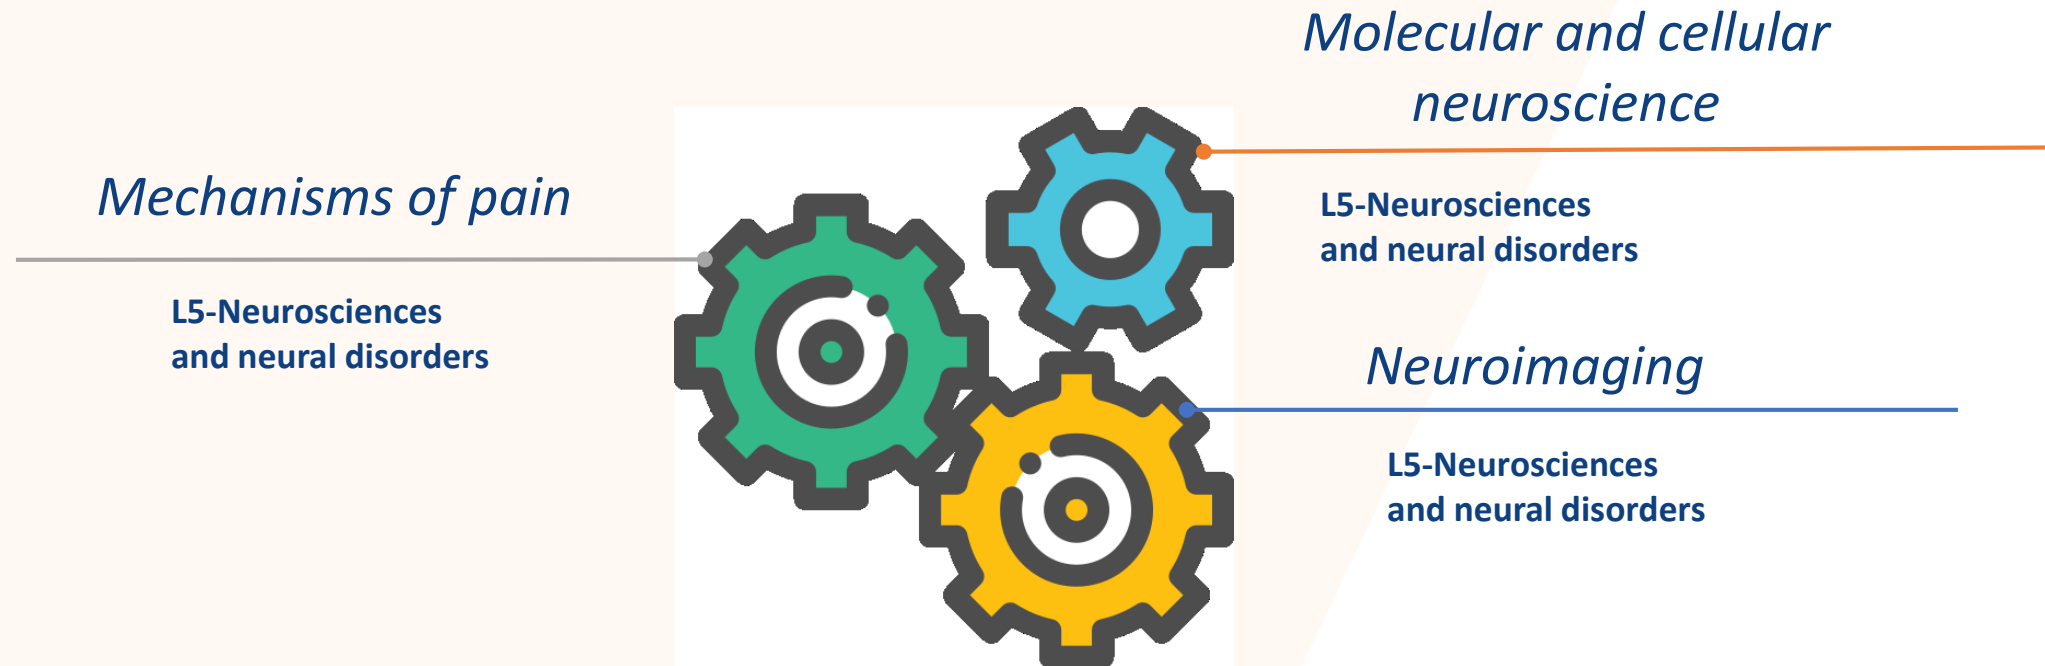 Mechanisms of pain
L5-Neurosciences
and neural disorders
Molecular and cellular
neuroscience
L5-Neurosciences
and neural disorders
Neuroimaging
L5-Neurosciences
and neural disorders